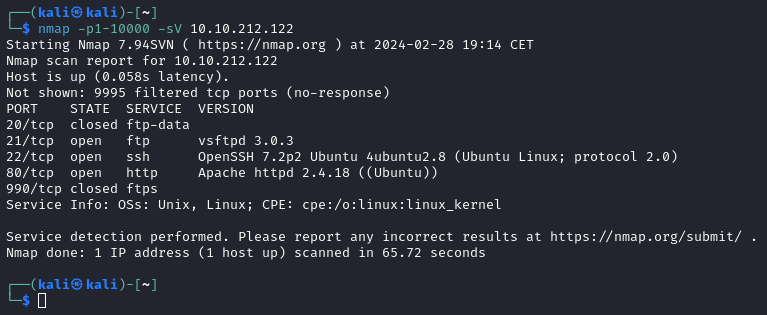 ┌──(kali㉿kali)-[~]
└─$ nmap -p1-10000 -sV 10.10.212.122
Starting Nmap 7.94SVN ( https://nmap.org ) at 2024-02-28 19:14 CET
Nmap scan report for 10.10.212.122
Host is up (0.058s latency).
Not shown: 9995 filtered tcp ports (no-response)
PORT    STATE  SERVICE  VERSION
20/tcp  closed ftp-data
21/tcp  open   ftp      vsftpd 3.0.3
22/tcp  open   ssh      OpenSSH 7.2p2 Ubuntu 4ubuntu2.8 (Ubuntu Linux; protocol 2.0)
80/tcp  open   http     Apache httpd 2.4.18 ((Ubuntu))
990/tcp closed ftps
Service Info: OSs: Unix, Linux; CPE: cpe:/o:linux:linux_kernel
Service detection performed. Please report any incorrect results at https://nmap.org/submit/ .
Nmap done: 1 IP address (1 host up) scanned in 65.72 seconds
┌──(kali㉿kali)-[~]
└─$